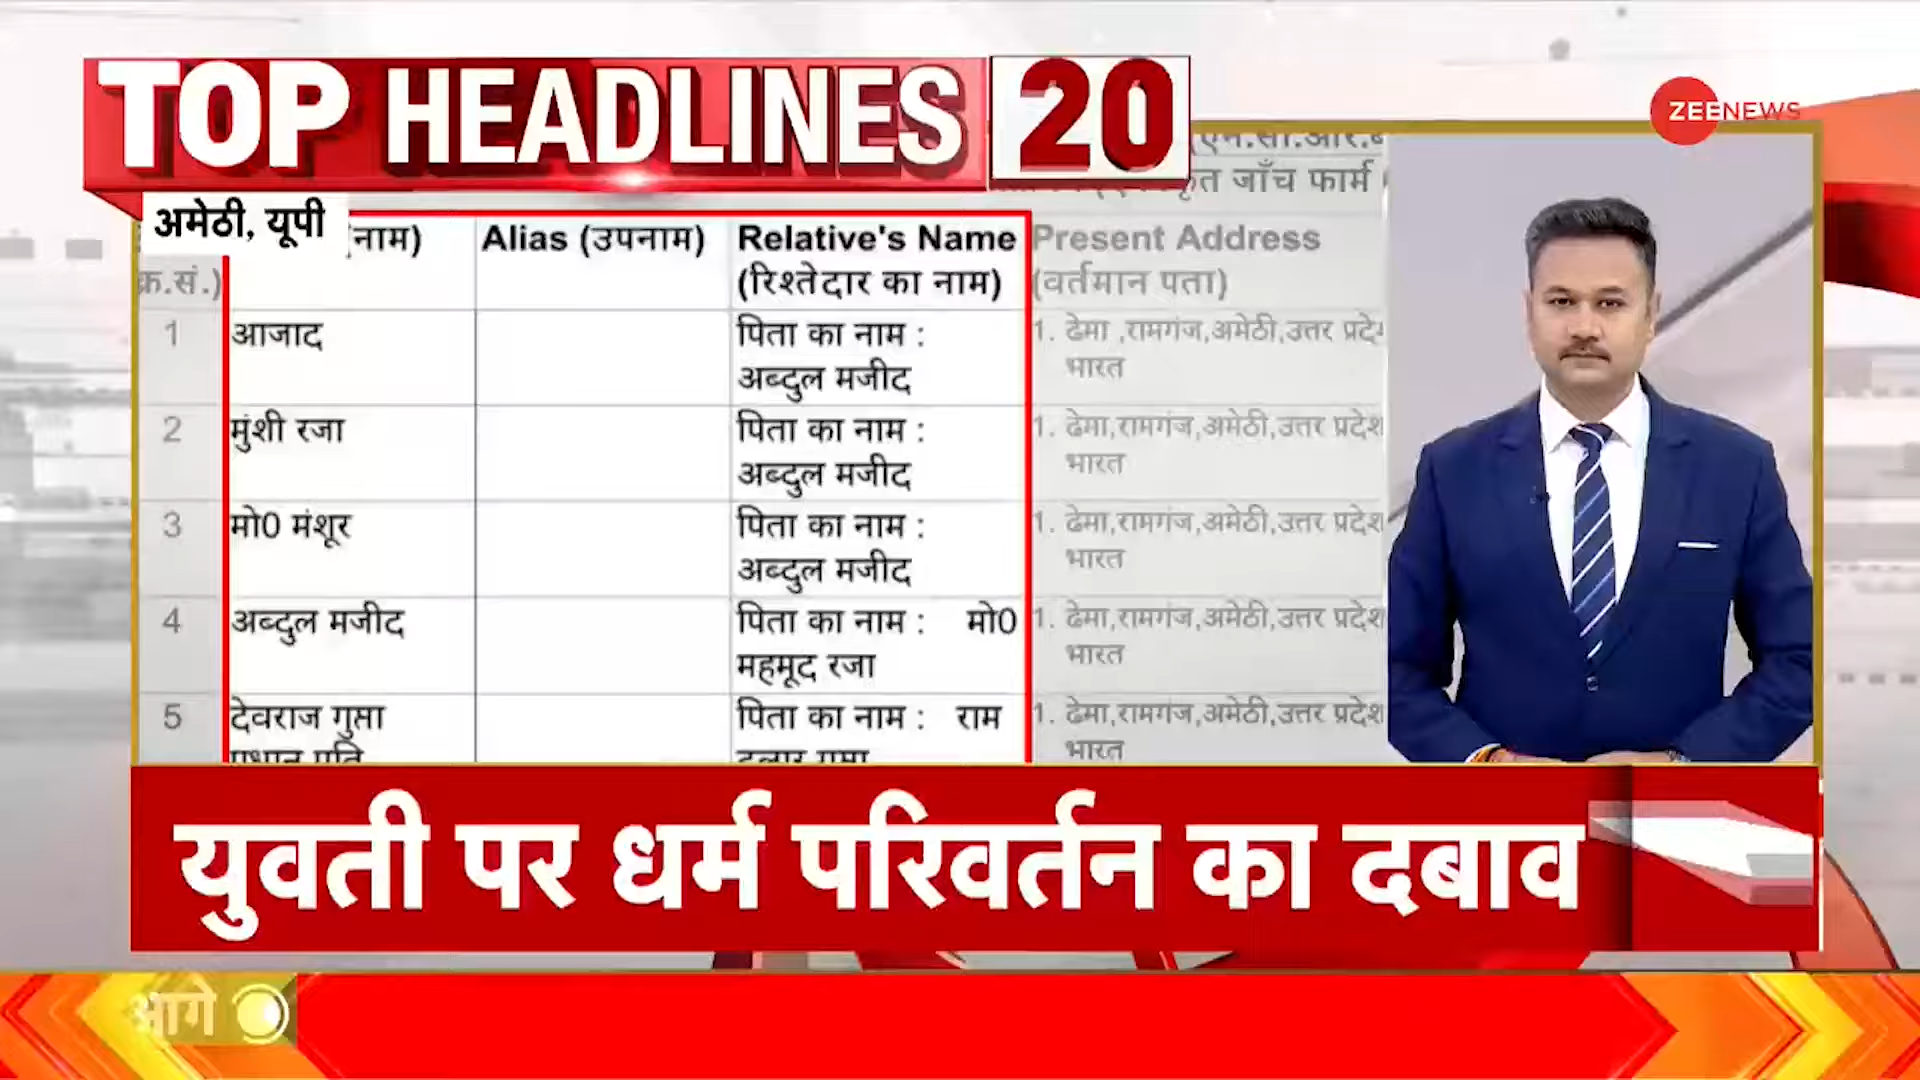 TOP HEADLINES 20
ZEENEWS
जाँच फार्म
अमेठी, यूपी
नाम)
Alias (उपनाम)
Relative's Name
(रिश्तेदार का नाम)
Present Address
(वर्तमान पता)
क्र.सं.)
1
आजाद
पिता का नाम :
अब्दुल मजीद
1. ढेमा ,रामगंज,अमेठी,उत्तर
भारत
2
मुंशी रजा
पिता का नाम :
अब्दुल मजीद
1. ढेमा,रामगंज,अमेठी,उत्तर प्रदेश
भारत
3
मो0 मंशूर
पिता का नाम :
अब्दुल मजीद
1. ढेमा,रामगंज,अमेठी,उत्तर प्रदेश
भारत
4
अब्दुल मजीद
पिता का नाम : मो0
महमूद रजा
1. ढेमा,रामगंज,अमेठी,उत्तर प्रदेश
भारत
5
देवराज गुप्ता
पिता का नाम : राम
1. ढेमा,रामगंज,अमेठी,उत्तर प्रदेश
भारत
युवती पर धर्म परिवर्तन का दबाव
आगे